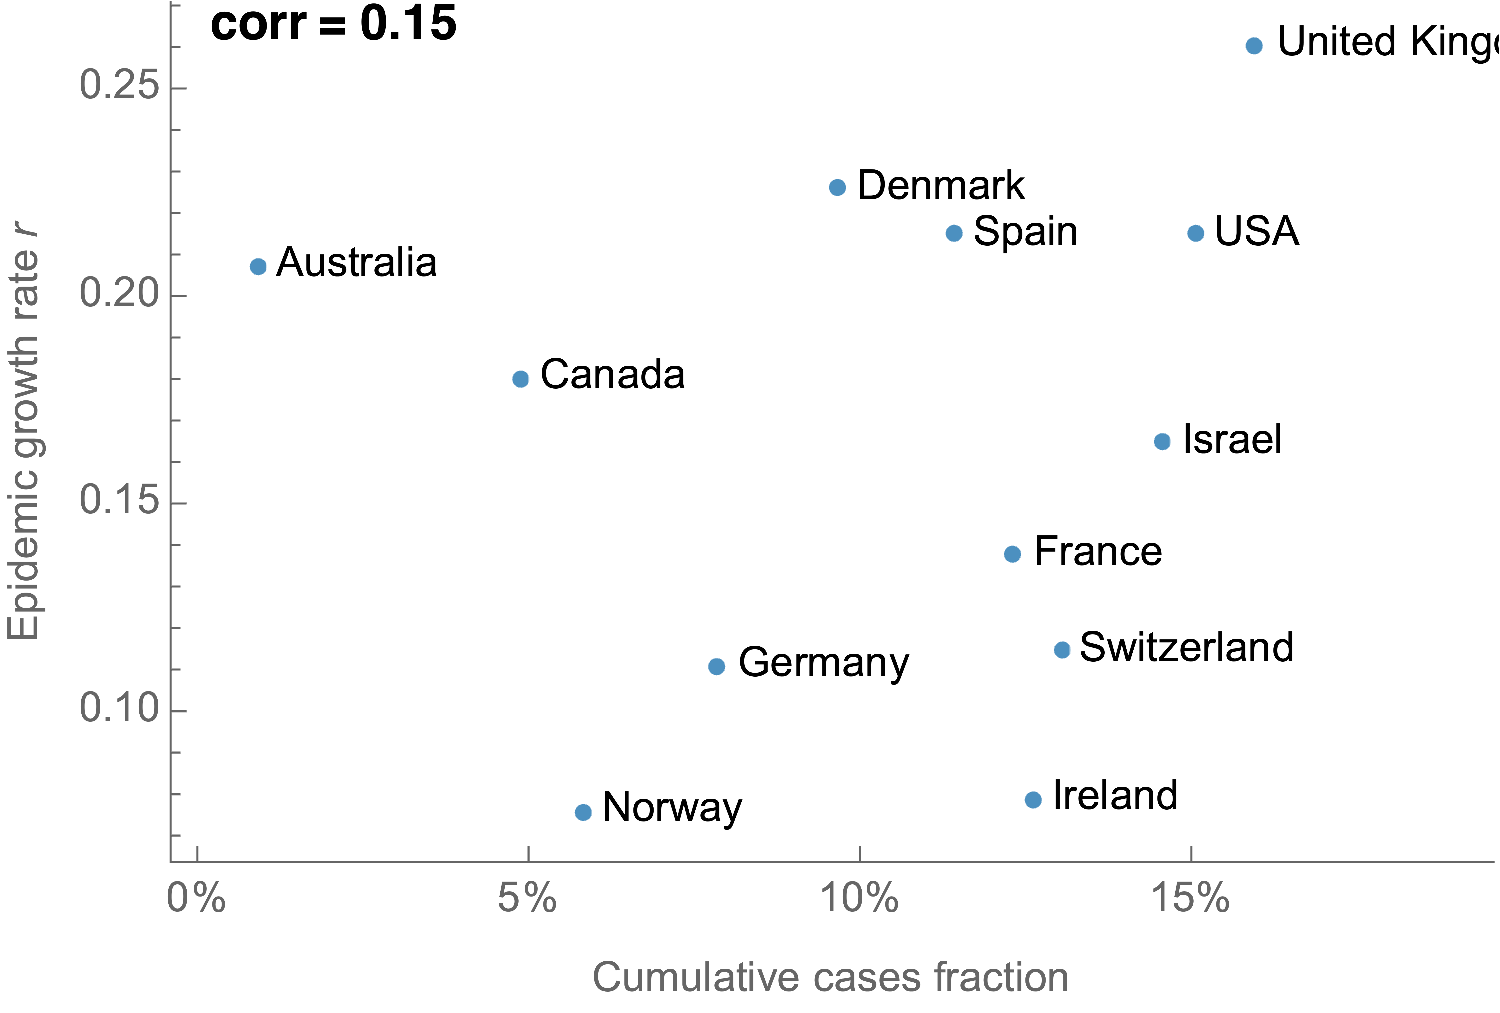 corr = 0.15
United King
0.25
Denmark
Spain
USA
Australia
0.20
Canada
Israel
0.15
France
Switzerland
Germany
0.10
Ireland
Norway
0%
5%
10%
15%
Cumulative cases fraction
Epidemic growth rate r